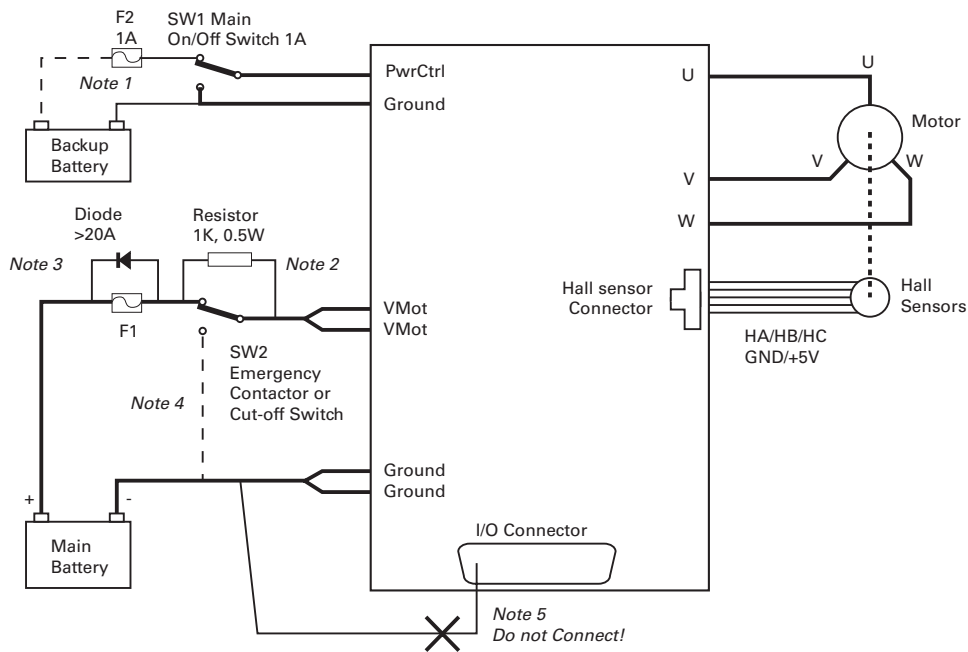 F2
1A
SW1 Main
On/Off Switch 1A
Note 1
Backup
Battery
PwrCtrl
Ground
U
U
Motor
V
W
V
W
Diode
>20A
Resistor
1K, 0.5W
Note 3
Note 2
F1
VMot
VMot
Hall sensor
Connector
Hall
Sensors
HA/HB/HC
GND/+5V
SW2
Emergency
Contactor or
Cut-off Switch
Note 4
Ground
Ground
+
-
Main
Battery
I/O Connector
Note 5
Do not Connect!